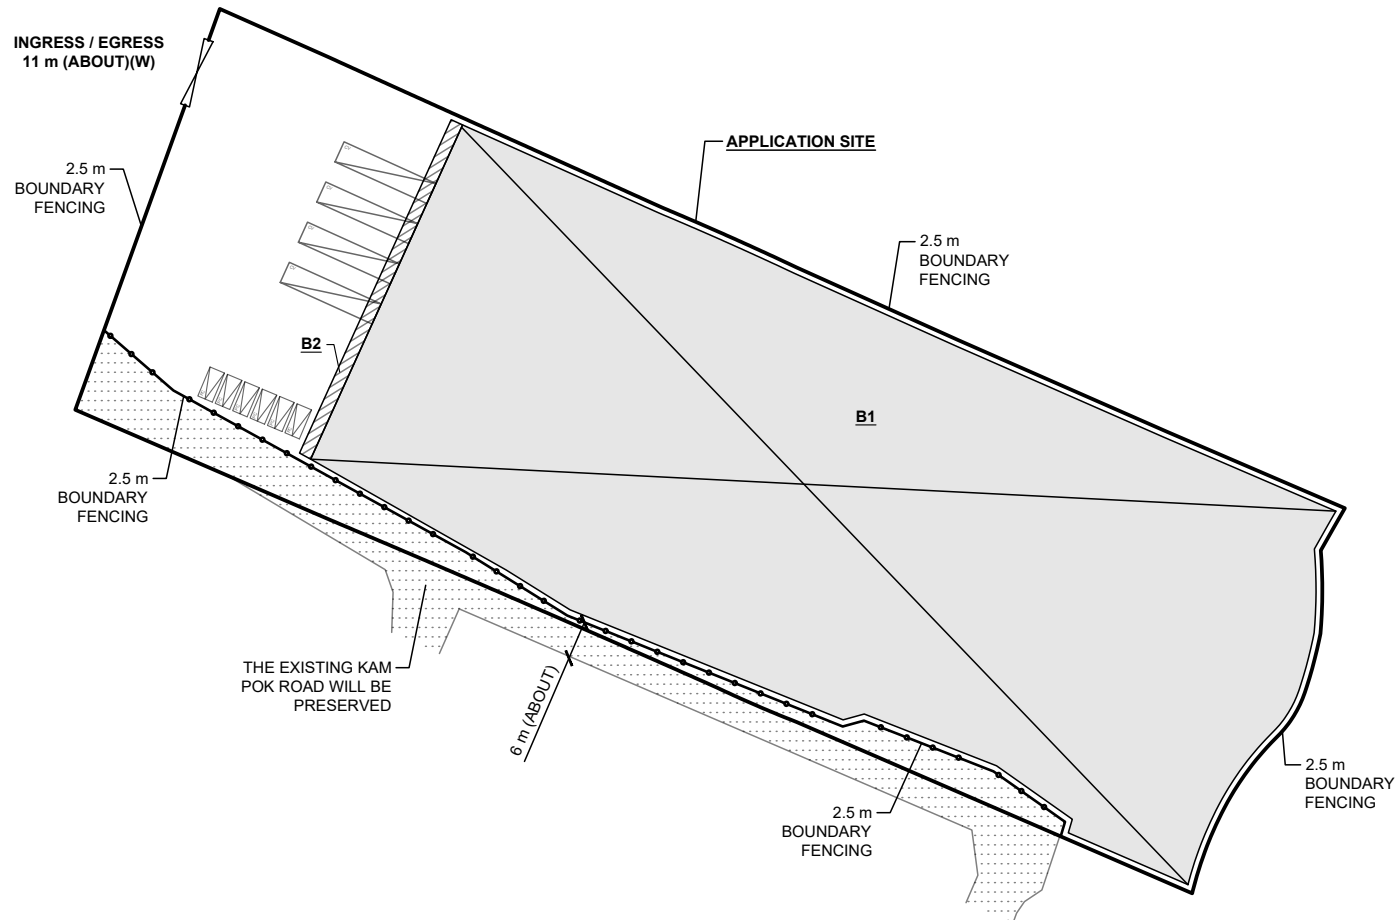 INGRESS / EGRESS
11 m (ABOUT)(W)
2.5 m
BOUNDARY
FENCING
APPLICATION SITE
2.5 m
BOUNDARY
FENCING
B2
B1
2.5 m
BOUNDARY
FENCING
THE EXISTING KAM
POK ROAD WILL BE
PRESERVED
6 m (ABOUT)
2.5 m
BOUNDARY
FENCING
2.5 m
BOUNDARY
FENCING